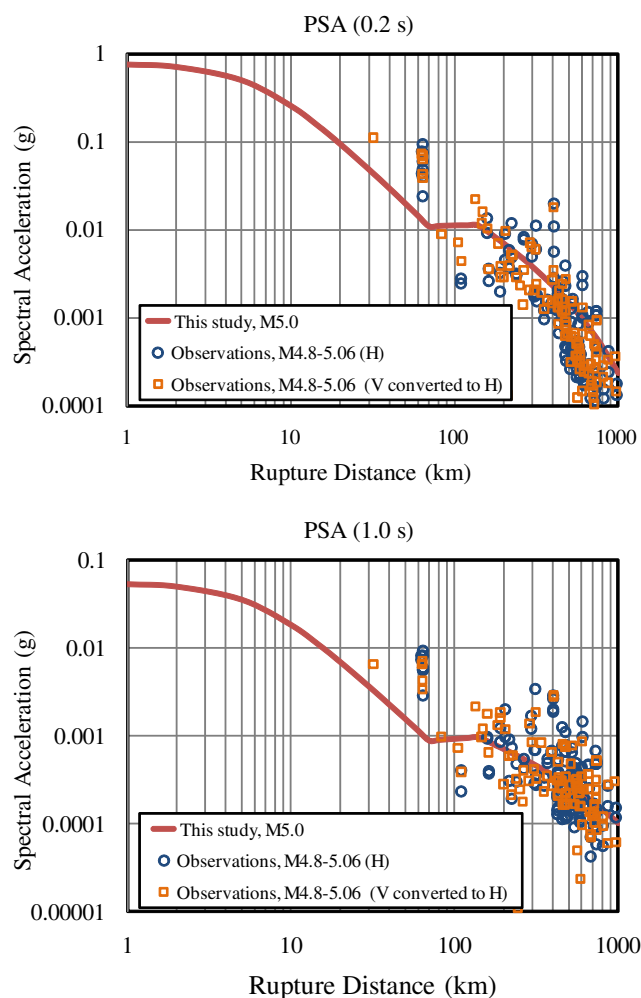 PSA (0.2 s)
1
0.1
0.01
0.001
0.0001
Spectral Acceleration (g)
This study, M5.0
Observations, M4.8-5.06 (H)
Observations, M4.8-5.06 (V converted to H)
1 10 100 1000
Rupture Distance (km)
PSA (1.0 s)
0.1
0.01
0.001
0.0001
0.00001
Spectral Acceleration (g)
This study, M5.0
Observations, M4.8-5.06 (H)
Observations, M4.8-5.06 (V converted to H)
1 10 100 1000
Rupture Distance (km)